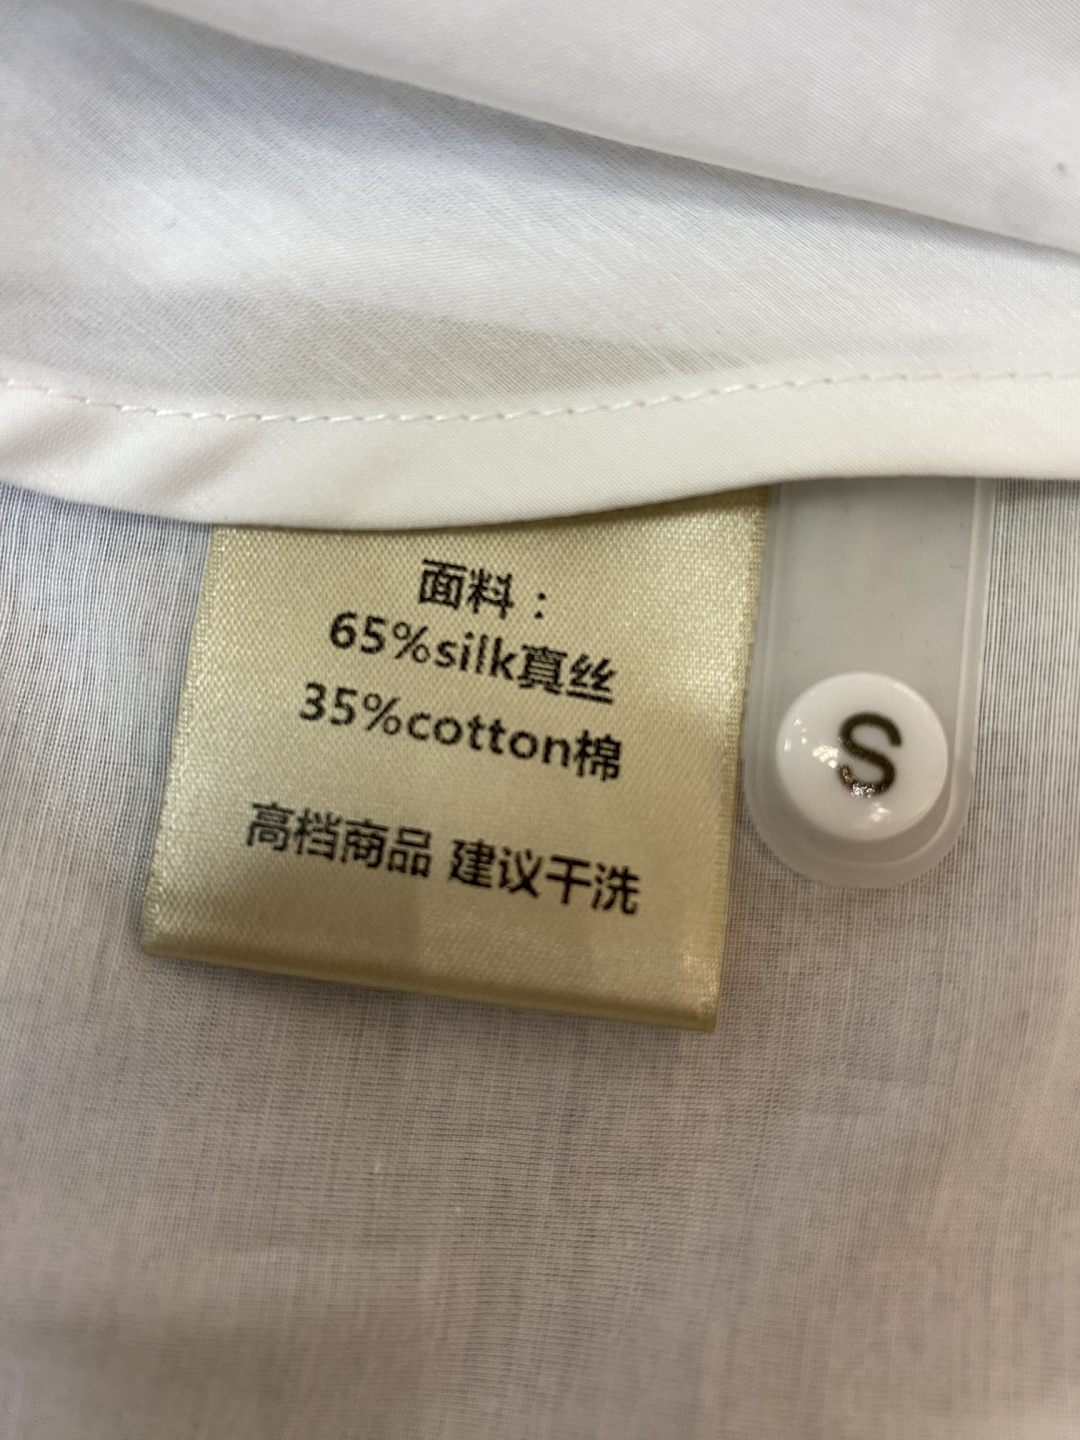 面料：
65%silk真丝
35%cotton棉
高档商品 建议干洗
S